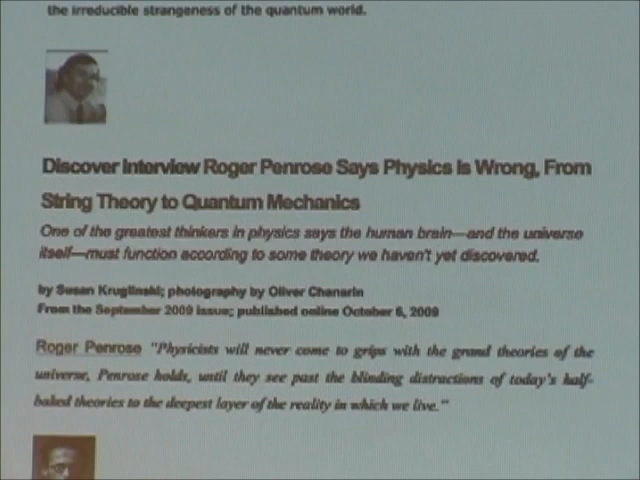 the irreducible strangeness of the quantum world.
Discover Interview Roger Penrose Says Physics Is Wrong, From
String Theory to Quantum Mechanics
One of the greatest thinkers in physics says the human brain—and the universe
itself—must function according to some theory we haven't yet discovered.
by Susan Kruglinski; photography by Oliver Chanarin
From the September 2009 issue; published online October 6, 2009
Roger Penrose "Physicists will never come to grips with the grand theories of the
universe, Penrose holds, until they see past the blinding distractions of today's half-
baked theories to the deepest layer of the reality in which we live."